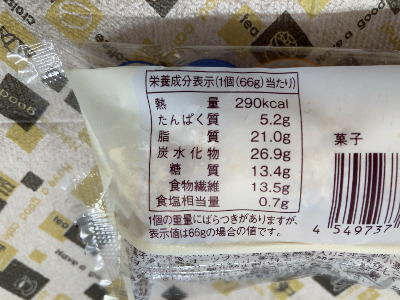 栄養成分表示(1個(66g)当たり)
熱量 290kcal
たんぱく質 5.2g
脂質 21.0g
炭水化物 26.9g
糖質 13.4g
食物繊維 13.5g
食塩相当量 0.7g
1個の重量にばらつきがありますが、
表示値は66gの場合の値です。
菓子
4 549737